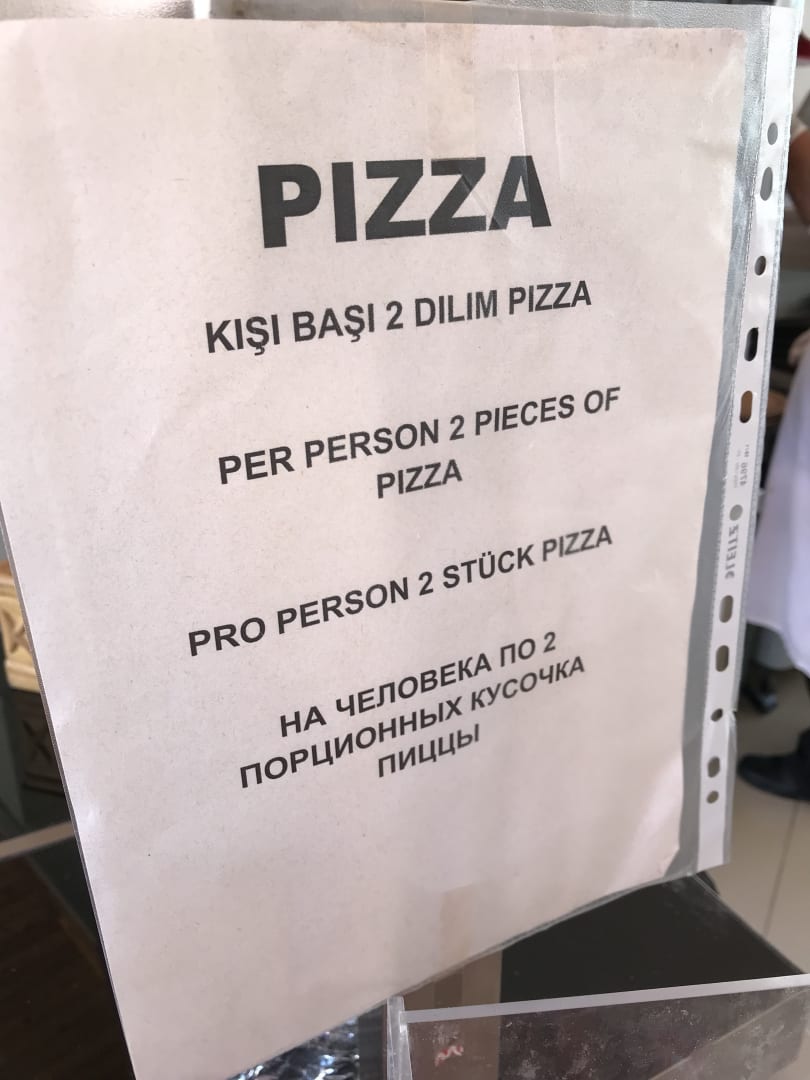 PIZZA
KIŞI BAŞI 2 DILIM PIZZA
PER PERSON 2 PIECES OF
PIZZA
PRO PERSON 2 STÜCK PIZZA
НА ЧЕЛОВЕКА ПО 2
ПОРЦИОННЫХ КУСОЧКА
ПИЦЦЫ